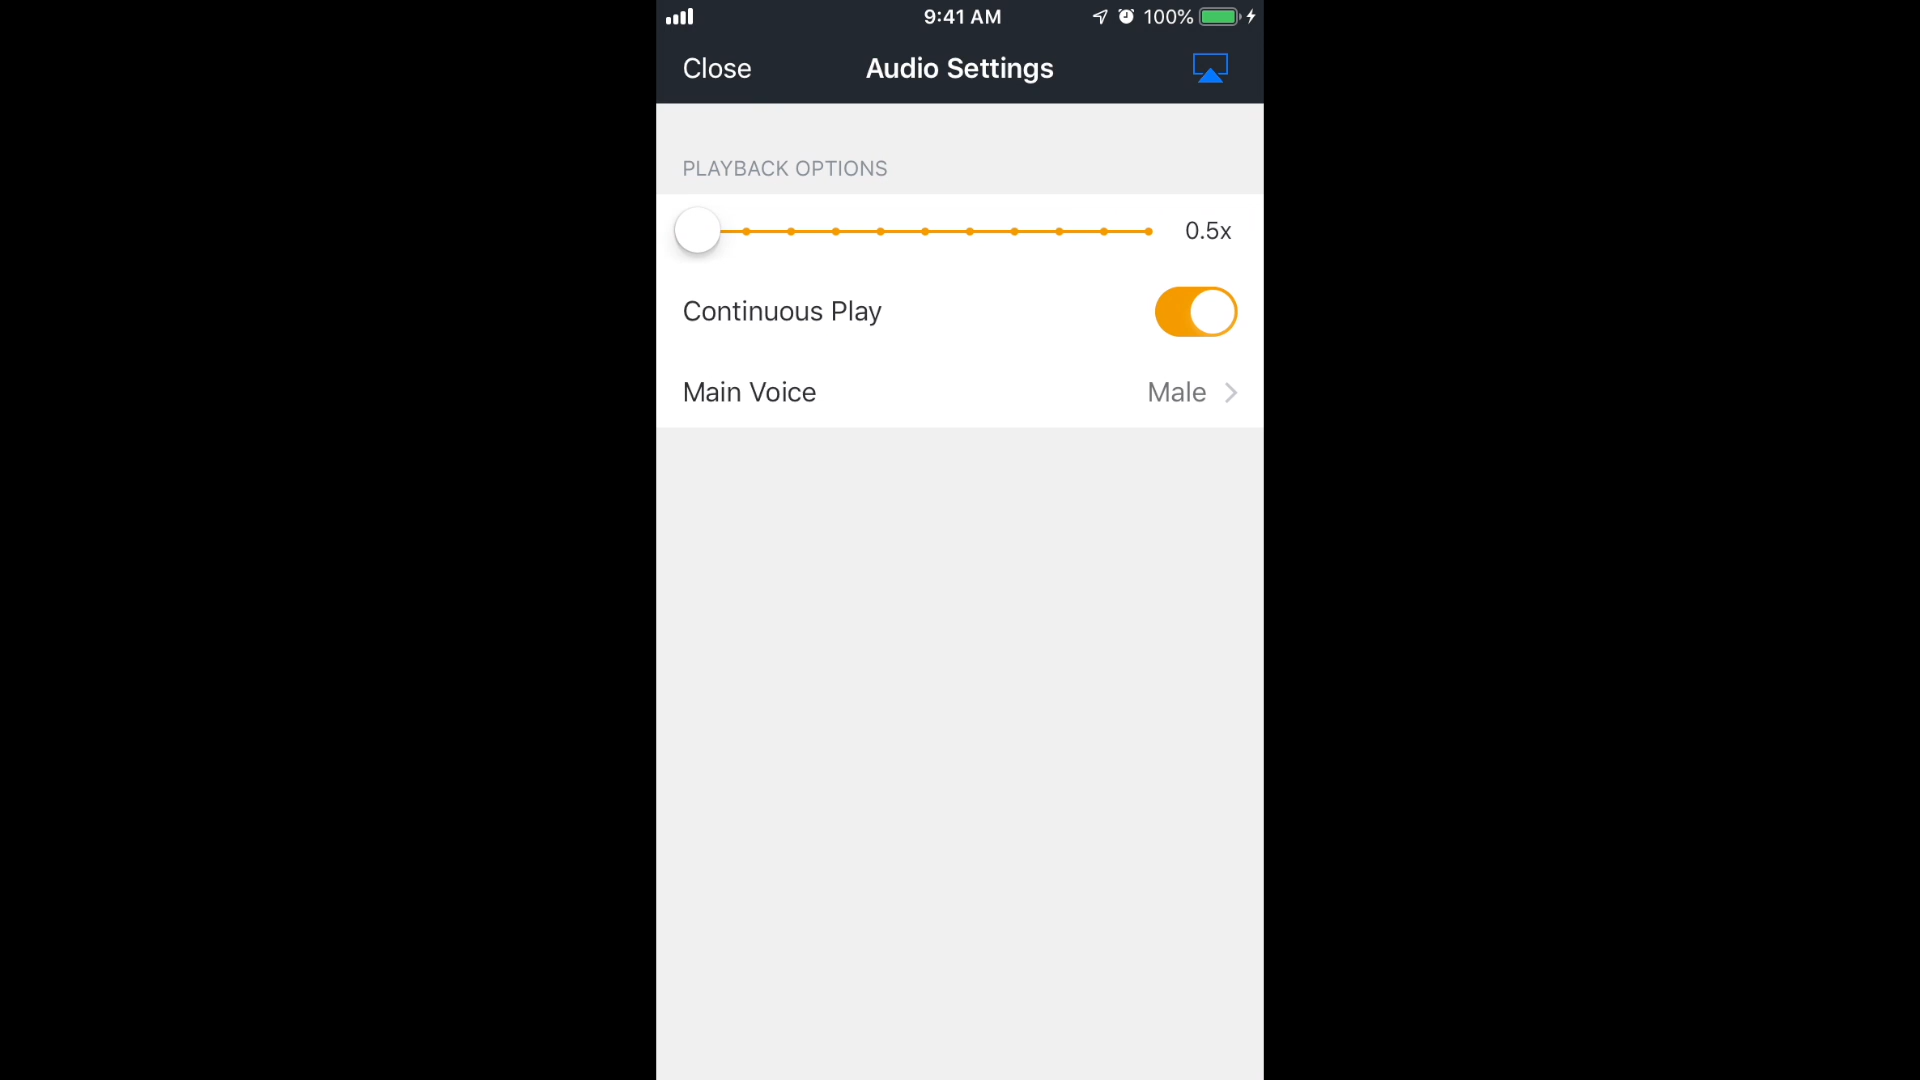 9:41 AM 100%
Close Audio Settings
PLAYBACK OPTIONS
0.5x
Continuous Play
Main Voice Male